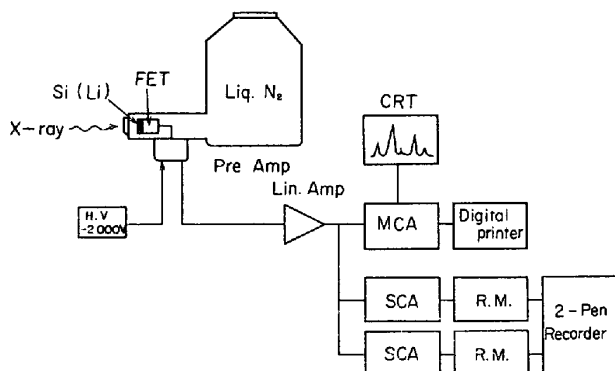 FET
Si (Li)
Liq. N₂
X-ray
CRT
Pre Amp
Lin. Amp
H.V
-2000V
MCA
Digital
printer
SCA
R.M.
2-Pen
Recorder
SCA
R.M.